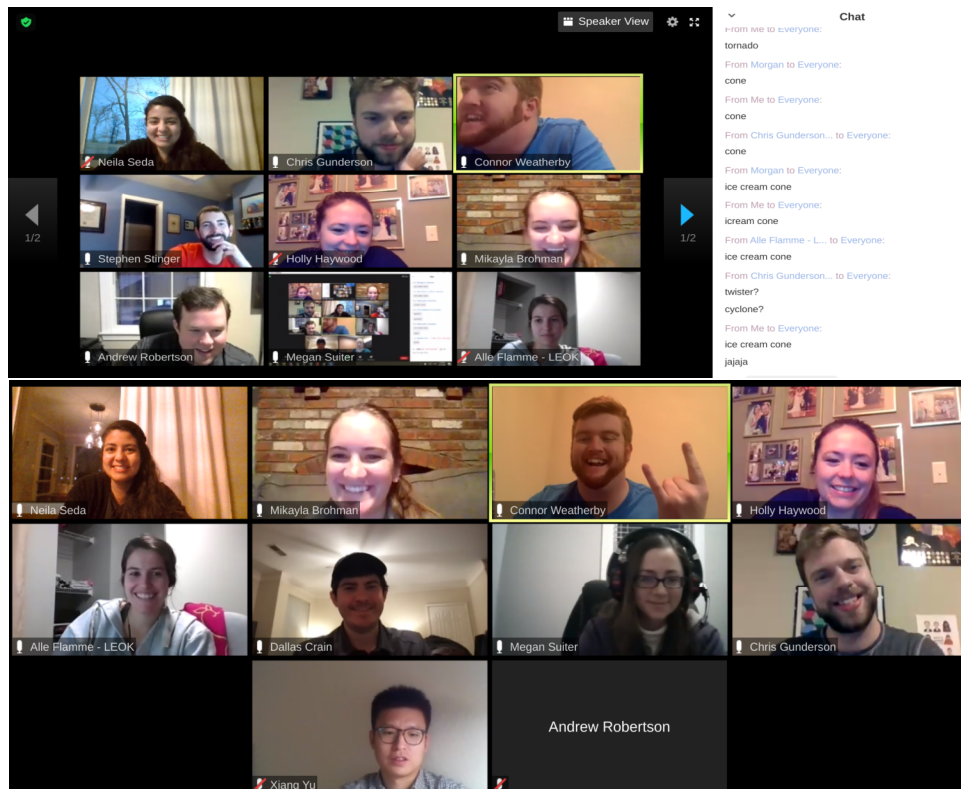 Speaker View
Neila Seda
Chris Gunderson
Connor Weatherby
1/2
1/2
Stephen Stinger
Holly Haywood
Mikayla Brohman
Andrew Robertson
Megan Suiter
Alle Flamme - LEOK
Chat
From Me to Everyone:
tornado
From Morgan to Everyone:
cone
From Me to Everyone:
cone
From Chris Gunderson... to Everyone:
cone
From Morgan to Everyone:
ice cream cone
From Me to Everyone:
icream cone
From Alle Flamme - L... to Everyone:
ice cream cone
From Chris Gunderson... to Everyone:
twister?
cyclone?
From Me to Everyone:
ice cream cone
jajaja
Neila Seda
Mikayla Brohman
Connor Weatherby
Holly Haywood
Alle Flamme - LEOK
Dallas Crain
Megan Suiter
Chris Gunderson
Xiang Yu
Andrew Robertson